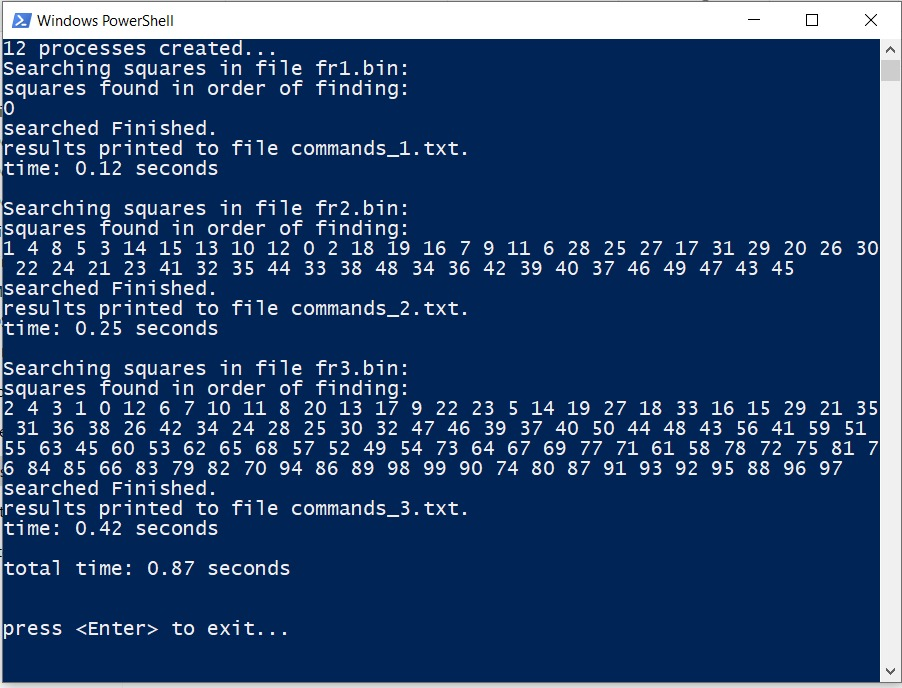 Windows PowerShell
12 processes created...
Searching squares in file fr1.bin:
squares found in order of finding:
0
searched Finished.
results printed to file commands_1.txt.
time: 0.12 seconds
Searching squares in file fr2.bin:
squares found in order of finding:
1 4 8 5 3 14 15 13 10 12 0 2 18 19 16 7 9 11 6 28 25 27 17 31 29 20 26 30
22 24 21 23 41 32 35 44 33 38 48 34 36 42 39 40 37 46 49 47 43 45
searched Finished.
results printed to file commands_2.txt.
time: 0.25 seconds
Searching squares in file fr3.bin:
squares found in order of finding:
2 4 3 1 0 12 6 7 10 11 8 20 13 17 9 22 23 5 14 19 27 18 33 16 15 29 21 35
31 36 38 26 42 34 24 28 25 30 32 47 46 39 37 40 50 44 48 43 56 41 59 51
55 63 45 60 53 62 65 68 57 52 49 54 73 64 67 69 77 71 61 58 78 72 75 81 7
6 84 85 66 83 79 82 70 94 86 89 98 99 90 74 80 87 91 93 92 95 88 96 97
searched Finished.
results printed to file commands_3.txt.
time: 0.42 seconds
total time: 0.87 seconds
press <Enter> to exit...